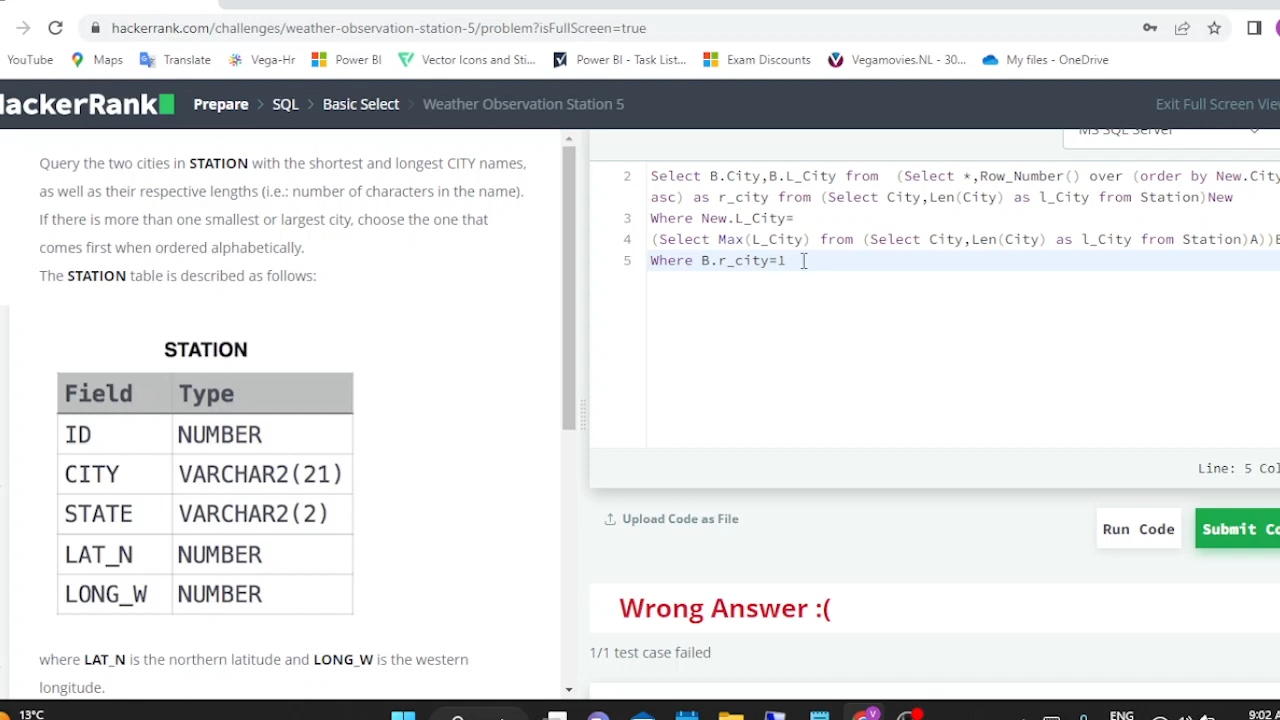 hackerrank.com/challenges/weather-observation-station-5/problem?isFullScreen=true
YouTube Maps Translate Vega-Hr Power BI Vector Icons and Sti... Power BI - Task List... Exam Discounts Vegamovies.NL - 30... My files - OneDrive
HackerRank Prepare > SQL > Basic Select > Weather Observation Station 5 Exit Full Screen Vie
MS SQL Server
Query the two cities in STATION with the shortest and longest CITY names,
as well as their respective lengths (i.e.: number of characters in the name).
If there is more than one smallest or largest city, choose the one that
comes first when ordered alphabetically.
The STATION table is described as follows:
STATION
Field Type
ID NUMBER
CITY VARCHAR2(21)
STATE VARCHAR2(2)
LAT_N NUMBER
LONG_W NUMBER
where LAT_N is the northern latitude and LONG_W is the western
longitude.
2 Select B.City,B.L_City from (Select *,Row_Number() over (order by New.City
asc) as r_city from (Select City,Len(City) as l_City from Station)New
3 Where New.L_City=
4 (Select Max(L_City) from (Select City,Len(City) as l_City from Station)A))B
5 Where B.r_city=1
Line: 5 Col
Upload Code as File
Run Code
Submit Co
Wrong Answer :(
1/1 test case failed
13°C
V
ENG
9:02